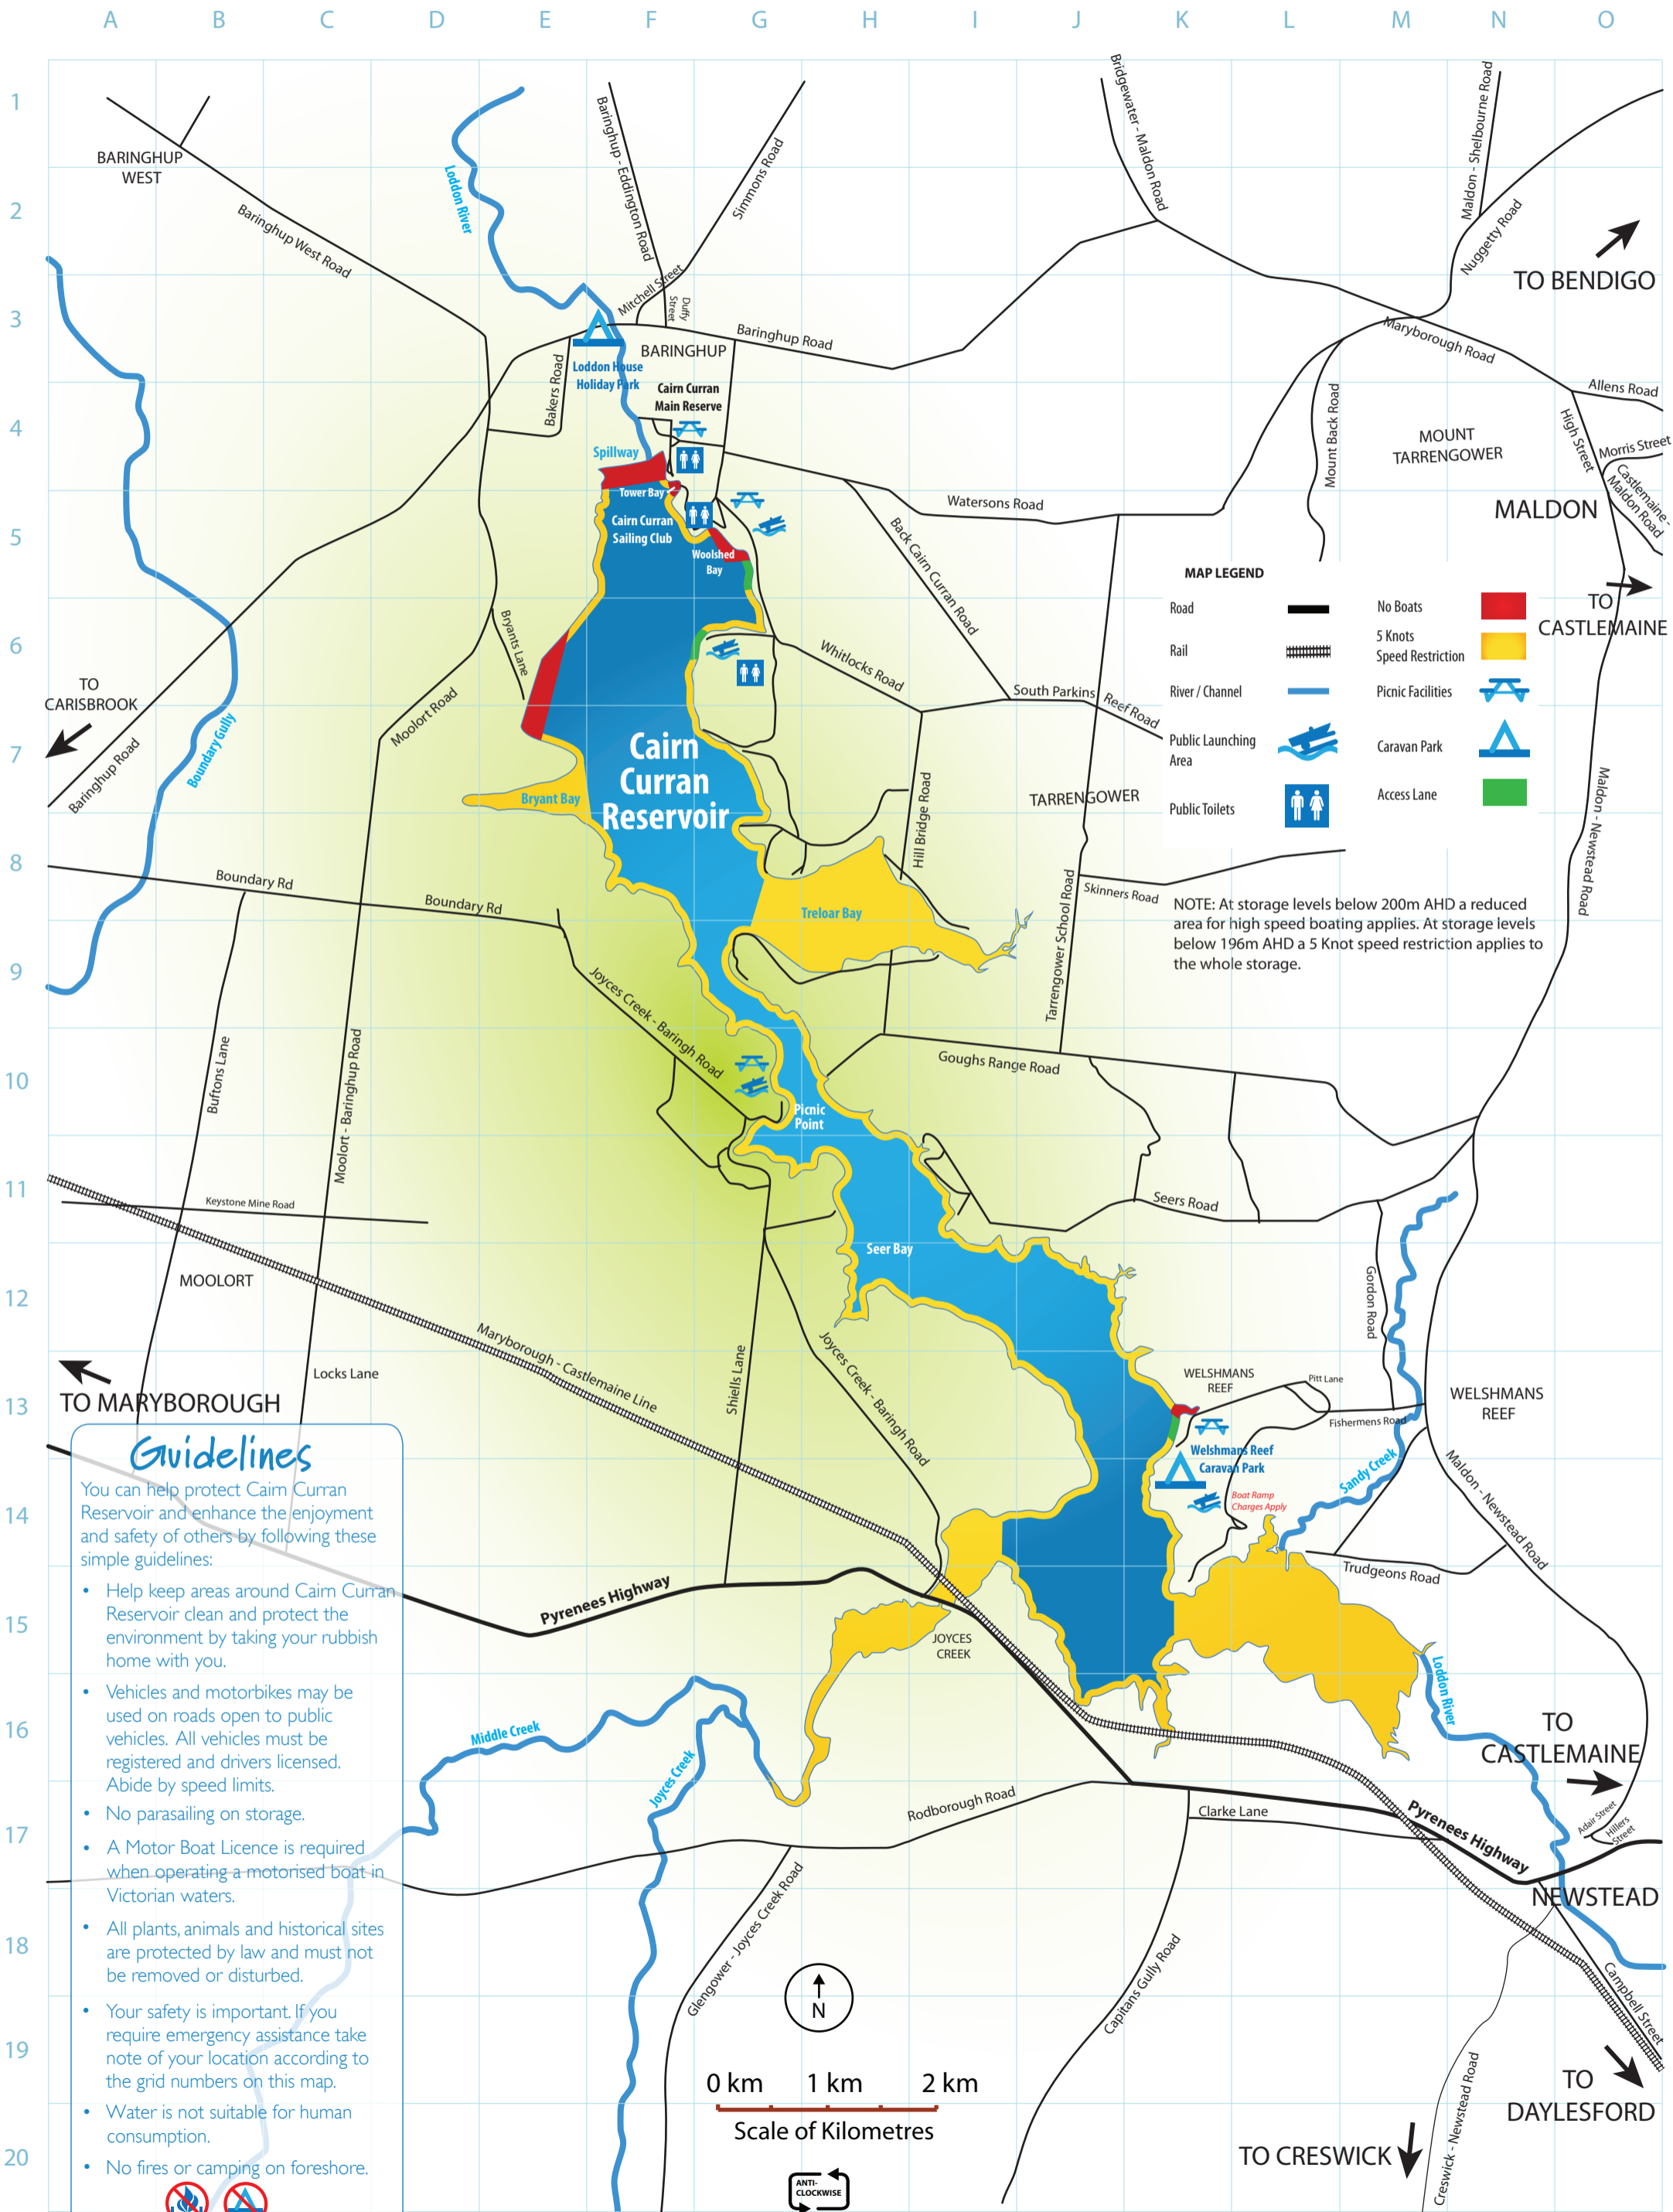 A B C D E F G H I J K L M N O
1
2
3
4
5
6
7
8
9
10
11
12
13
14
15
16
17
18
19
20
BARINGHUP
WEST
Baringhup West Road
Loddon River
Baringhup - Eddington Road
Simmons Road
Mitchell Street
Duffy
Street
Bridgewater - Maldon Road
Maldon - Shelbourne Road
Nuggetty Road
TO BENDIGO
Maryborough Road
Baringhup Road
BARINGHUP
Loddon House
Holiday Park
Bakers Road
Cairn Curran
Main Reserve
Spillway
Tower Bay
Cairn Curran
Sailing Club
Woolshed
Bay
Watersons Road
Back Cairn Curran Road
Mount Back Road
MOUNT
TARRENGOWER
Allens Road
High Street
Morris Street
Castlemaine -
Maldon Road
MALDON
MAP LEGEND
Road
No Boats
Rail
5 Knots
Speed Restriction
River / Channel
Picnic Facilities
Public Launching
Area
Caravan Park
Public Toilets
Access Lane
TO
CASTLEMAINE
Bryants Lane
Moolort Road
TO
CARISBROOK
Baringhup Road
Boundary Gully
Whitlocks Road
South Parkins Reef Road
Cairn
Curran
Reservoir
Bryant Bay
Hill Bridge Road
TARRENGOWER
Maldon - Newstead Road
Boundary Rd
Boundary Rd
Treloar Bay
Skinners Road
Tarrengower School Road
NOTE: At storage levels below 200m AHD a reduced
area for high speed boating applies. At storage levels
below 196m AHD a 5 Knot speed restriction applies to
the whole storage.
Joyces Creek - Baringh Road
Buftons Lane
Moolort - Baringhup Road
Goughs Range Road
Picnic
Point
Keystone Mine Road
Seers Road
Seer Bay
MOOLORT
Gordon Road
Maryborough - Castlemaine Line
Locks Lane
Shiells Lane
Joyces Creek - Baringh Road
TO MARYBOROUGH
WELSHMANS
REEF
Pitt Lane
Fishermens Road
WELSHMANS
REEF
Welshmans Reef
Caravan Park
Boat Ramp
Charges Apply
Sandy Creek
Maldon - Newstead Road
Trudgeons Road
Pyrenees Highway
JOYCES
CREEK
Loddon River
Middle Creek
Joyces Creek
TO
CASTLEMAINE
Rodborough Road
Clarke Lane
Pyrenees Highway
Adair Street
Hillers
Street
NEWSTEAD
Glengower - Joyces Creek Road
Capitans Gully Road
Campbell Street
Creswick - Newstead Road
TO
DAYLESFORD
TO CRESWICK
N
0 km 1 km 2 km
Scale of Kilometres
ANTI-
CLOCKWISE
Guidelines
You can help protect Cairn Curran
Reservoir and enhance the enjoyment
and safety of others by following these
simple guidelines:
• Help keep areas around Cairn Curran
Reservoir clean and protect the
environment by taking your rubbish
home with you.
• Vehicles and motorbikes may be
used on roads open to public
vehicles. All vehicles must be
registered and drivers licensed.
Abide by speed limits.
• No parasailing on storage.
• A Motor Boat Licence is required
when operating a motorised boat in
Victorian waters.
• All plants, animals and historical sites
are protected by law and must not
be removed or disturbed.
• Your safety is important. If you
require emergency assistance take
note of your location according to
the grid numbers on this map.
• Water is not suitable for human
consumption.
• No fires or camping on foreshore.